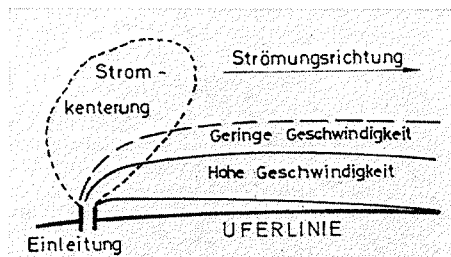 Strom-
kenterung
Strömungsrichtung
Geringe Geschwindigkeit
Hohe Geschwindigkeit
UFERLINIE
Einleitung